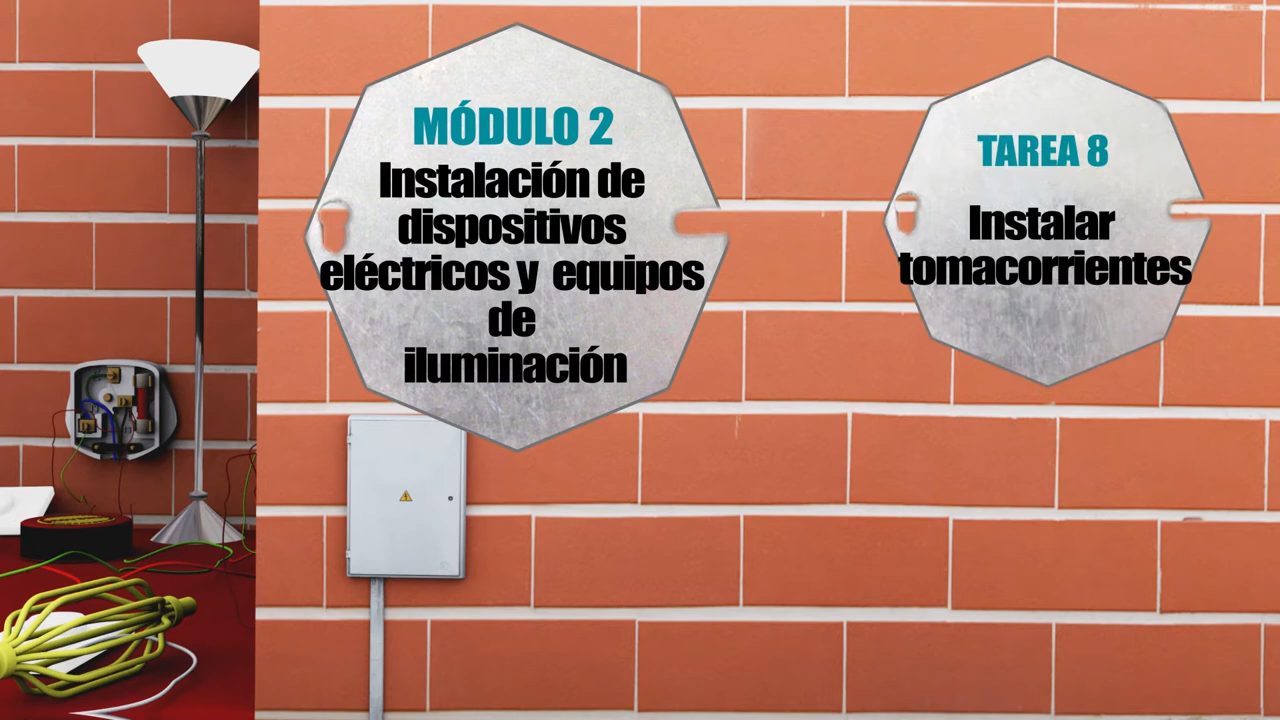 MÓDULO 2
Instalación de
dispositivos
eléctricos y equipos
de
iluminación
TAREA 8
Instalar
tomacorrientes